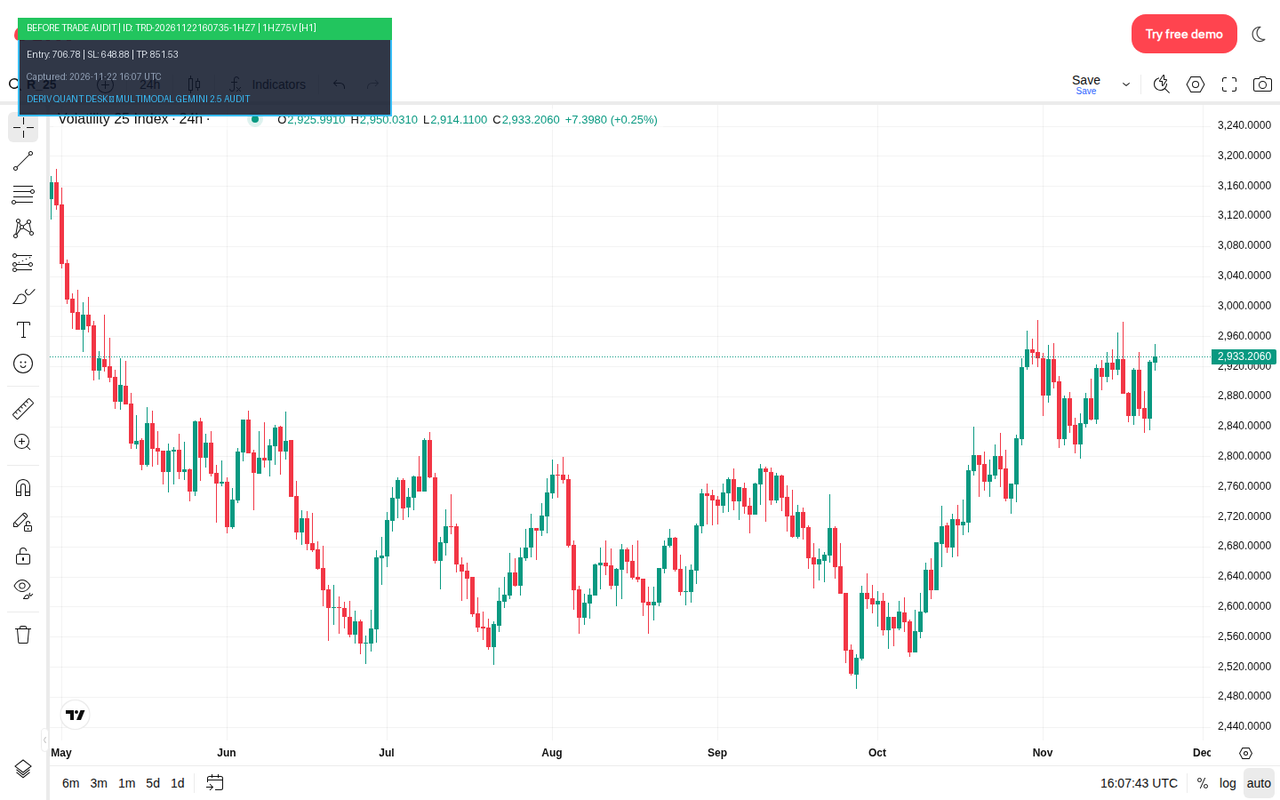 BEFORE TRADE AUDIT | ID: TRD-20261122160735-1HZ7 | 1HZ75V [H1]
Entry: 706.78 | SL: 648.88 | TP: 851.53
Captured: 2026-11-22 16:07 UTC
DERIV QUANT DESK MULTIMODAL GEMINI 2.5 AUDIT
R_25
24h
Indicators
Save
Save
Try free demo
Volatility 25 Index · 24h ·
O2,925.9910 H2,950.0310 L2,914.1100 C2,933.2060 +7.3980 (+0.25%)
3,240.0000
3,200.0000
3,160.0000
3,120.0000
3,080.0000
3,040.0000
3,000.0000
2,960.0000
2,933.2060
2,920.0000
2,880.0000
2,840.0000
2,800.0000
2,760.0000
2,720.0000
2,680.0000
2,640.0000
2,600.0000
2,560.0000
2,520.0000
2,480.0000
2,440.0000
May Jun Jul Aug Sep Oct Nov Dec
6m 3m 1m 5d 1d
16:07:43 UTC % log auto